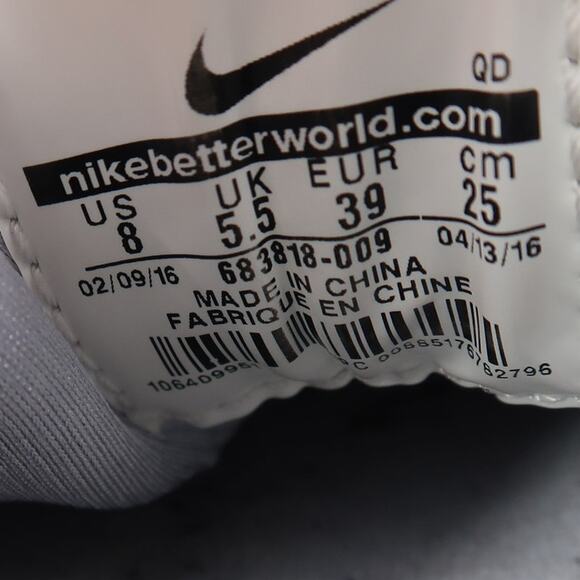 QD
nikebetterworld.com
US UK EUR cm
8 5.5 39 25
02/09/16 683818-009 04/13/16
MADE IN CHINA
FABRIQUE EN CHINE